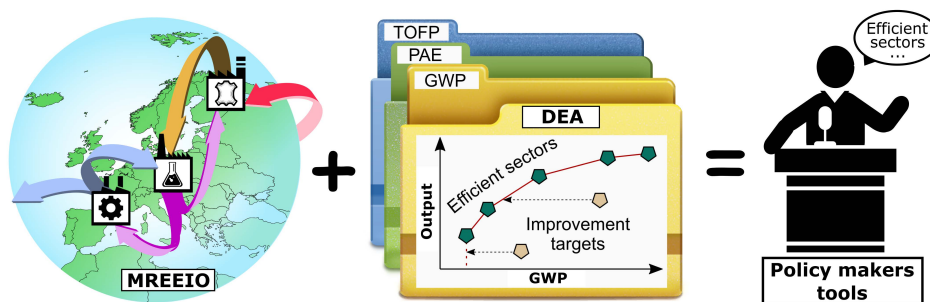 MREEIO
+
TOFP
PAE
GWP
DEA
Output
Efficient sectors
Improvement
targets
GWP
=
Efficient
sectors
...
Policy makers
tools